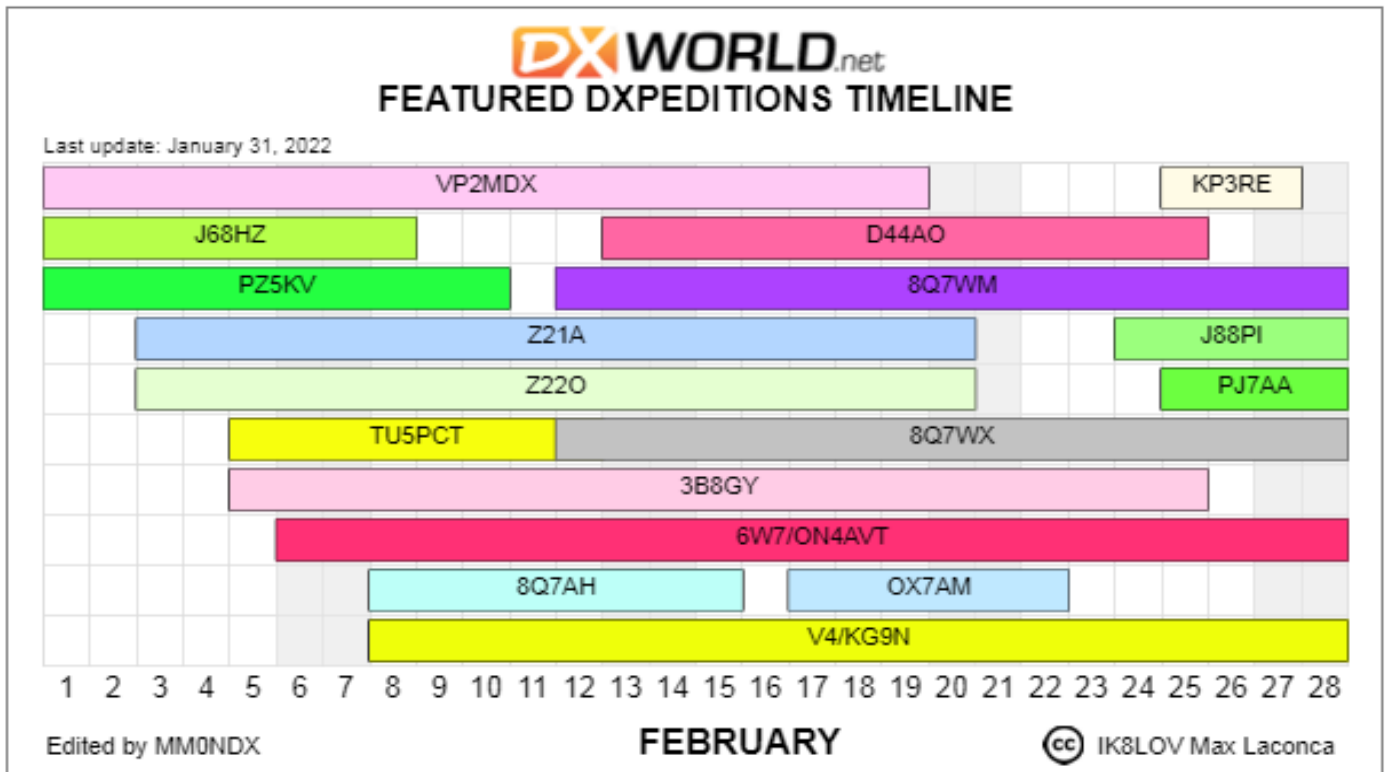 DXWORLD.net
FEATURED DXPEDITIONS TIMELINE
Last update: January 31, 2022
VP2MDX KP3RE
J68HZ D44AO
PZ5KV 8Q7WM
Z21A J88PI
Z22O PJ7AA
TU5PCT 8Q7WX
3B8GY
6W7/ON4AVT
8Q7AH OX7AM
V4/KG9N
1 2 3 4 5 6 7 8 9 10 11 12 13 14 15 16 17 18 19 20 21 22 23 24 25 26 27 28
Edited by MM0NDX FEBRUARY cc IK8LOV Max Laconca